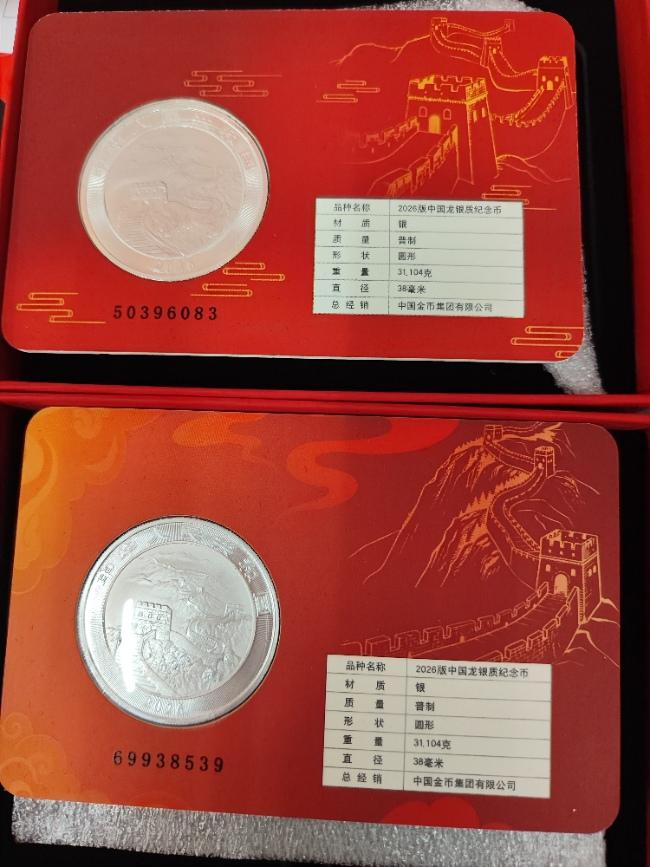 品种名称 2026版中国龙银质纪念币
材 质 银
质 量 普制
形 状 圆形
重 量 31.104克
直 径 38毫米
总经销 中国金币集团有限公司
50396083
2026
品种名称 2026版中国龙银质纪念币
材 质 银
质 量 普制
形 状 圆形
重 量 31.104克
直 径 38毫米
总经销 中国金币集团有限公司
69938539